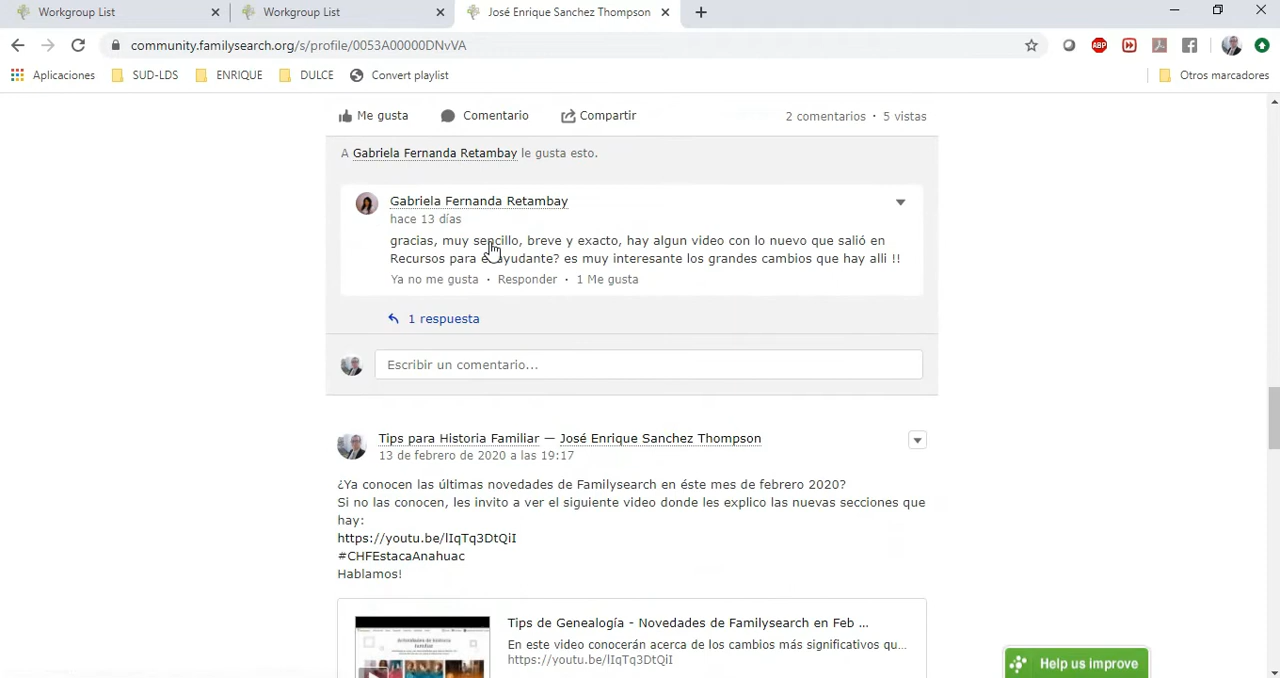 Workgroup List
Workgroup List
José Enrique Sanchez Thompson
community.familysearch.org/s/profile/0053A00000DNvVA
ABP
Aplicaciones
SUD-LDS
ENRIQUE
DULCE
Convert playlist
Otros marcadores
Me gusta
Comentario
Compartir
2 comentarios · 5 vistas
A Gabriela Fernanda Retambay le gusta esto.
Gabriela Fernanda Retambay
hace 13 días
gracias, muy sencillo, breve y exacto, hay algun video con lo nuevo que salió en
Recursos para ayudante? es muy interesante los grandes cambios que hay alli !!
Ya no me gusta · Responder · 1 Me gusta
1 respuesta
Escribir un comentario...
Tips para Historia Familiar — José Enrique Sanchez Thompson
13 de febrero de 2020 a las 19:17
¿Ya conocen las últimas novedades de Familysearch en éste mes de febrero 2020?
Si no las conocen, les invito a ver el siguiente video donde les explico las nuevas secciones que
hay:
https://youtu.be/lIqTq3DtQiI
#CHFEstacaAnahuac
Hablamos!
Tips de Genealogía - Novedades de Familysearch en Feb ...
En este video conocerán acerca de los cambios más significativos qu...
https://youtu.be/lIqTq3DtQiI
Help us improve